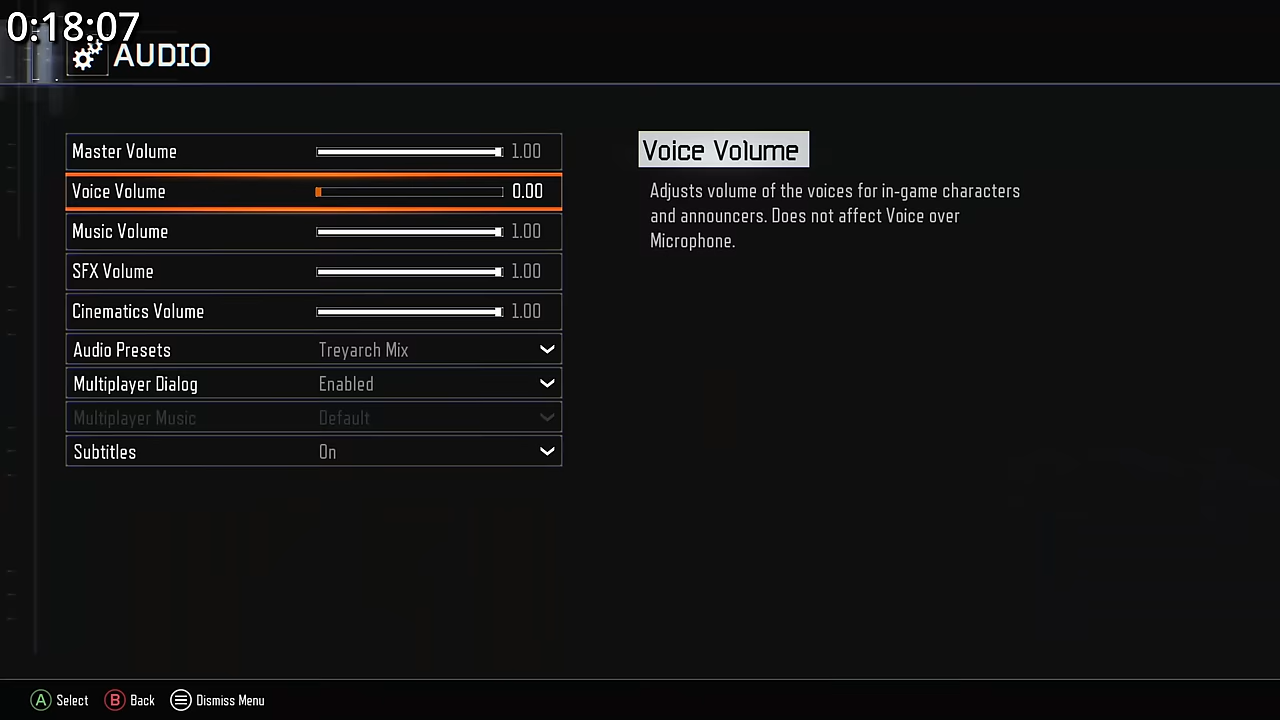 0:18:07
AUDIO
Master Volume 1.00
Voice Volume 0.00
Music Volume 1.00
SFX Volume 1.00
Cinematics Volume 1.00
Audio Presets Treyarch Mix
Multiplayer Dialog Enabled
Multiplayer Music Default
Subtitles On
Voice Volume
Adjusts volume of the voices for in-game characters
and announcers. Does not affect Voice over
Microphone.
A Select B Back Dismiss Menu